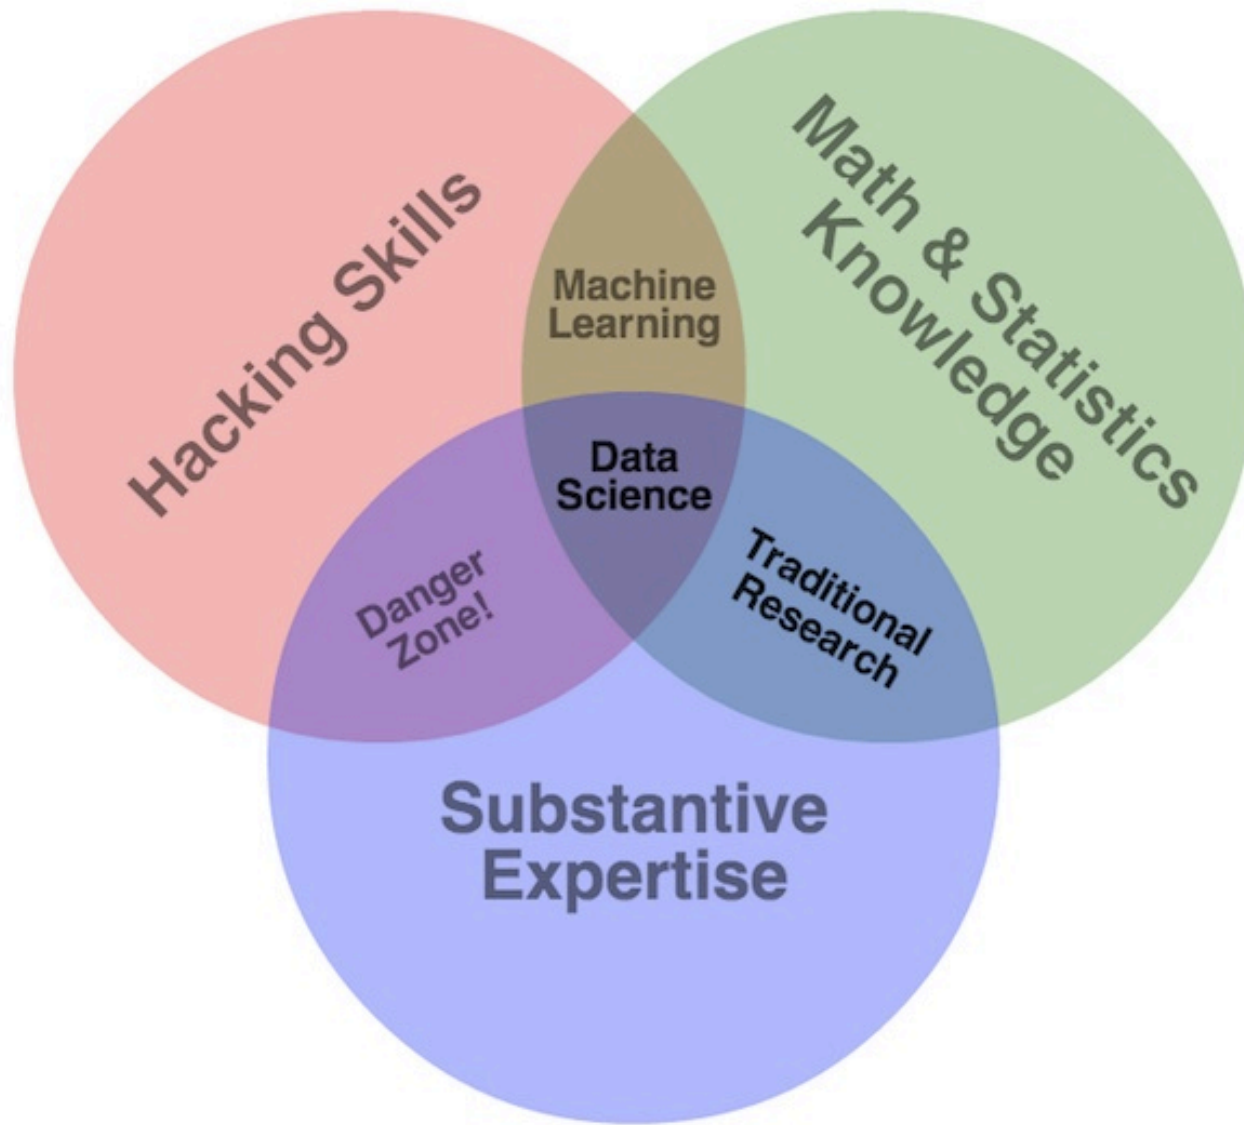 Hacking Skills
Math & Statistics
Knowledge
Machine
Learning
Data
Science
Danger
Zone!
Traditional
Research
Substantive
Expertise